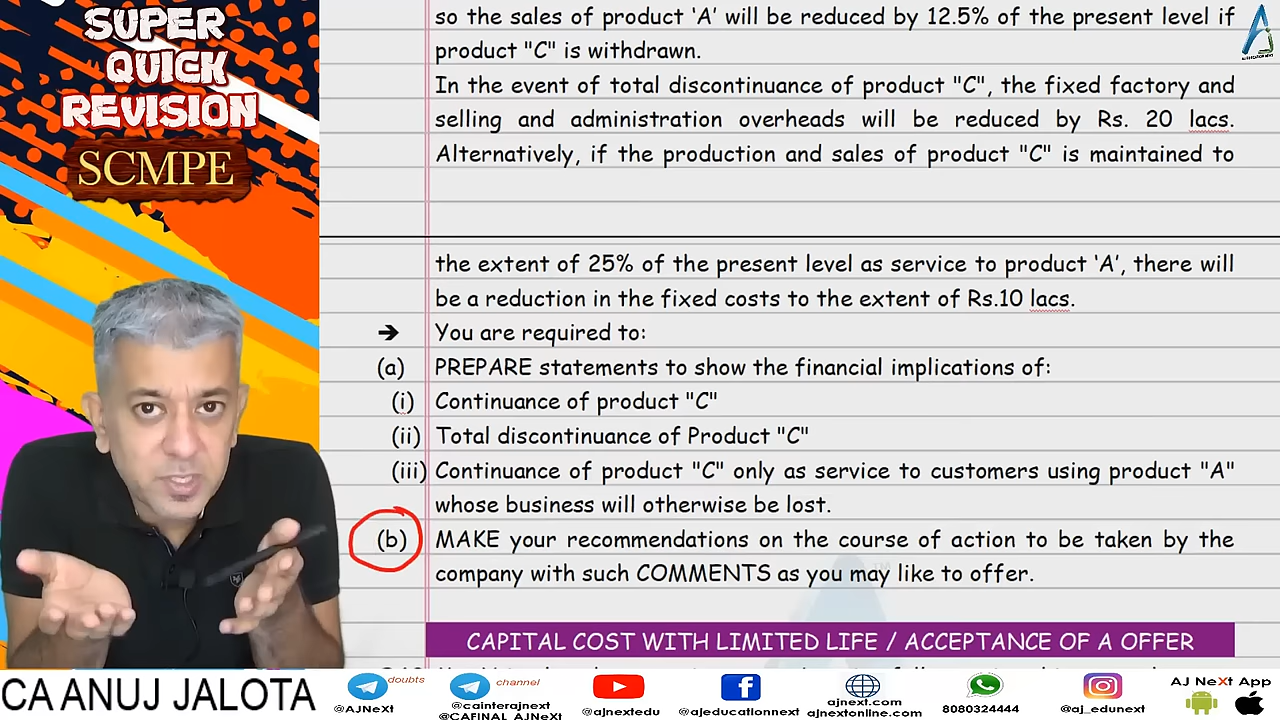 SUPER
QUICK
REVISION
SCMPE
so the sales of product ‘A’ will be reduced by 12.5% of the present level if
product "C" is withdrawn.
In the event of total discontinuance of product "C", the fixed factory and
selling and administration overheads will be reduced by Rs. 20 lacs.
Alternatively, if the production and sales of product "C" is maintained to
the extent of 25% of the present level as service to product ‘A’, there will
be a reduction in the fixed costs to the extent of Rs.10 lacs.
➔ You are required to:
(a) PREPARE statements to show the financial implications of:
(i) Continuance of product "C"
(ii) Total discontinuance of Product "C"
(iii) Continuance of product "C" only as service to customers using product "A"
whose business will otherwise be lost.
(b) MAKE your recommendations on the course of action to be taken by the
company with such COMMENTS as you may like to offer.
CAPITAL COST WITH LIMITED LIFE / ACCEPTANCE OF A OFFER
CA ANUJ JALOTA
doubts
@AJNeXt
channel
@cainterajnext
@CAFINAL_AJNeXt
@ajnextedu
@ajeducationnext
ajnext.com
ajnextonline.com
8080324444
@aj_edunext
AJ NeXt App